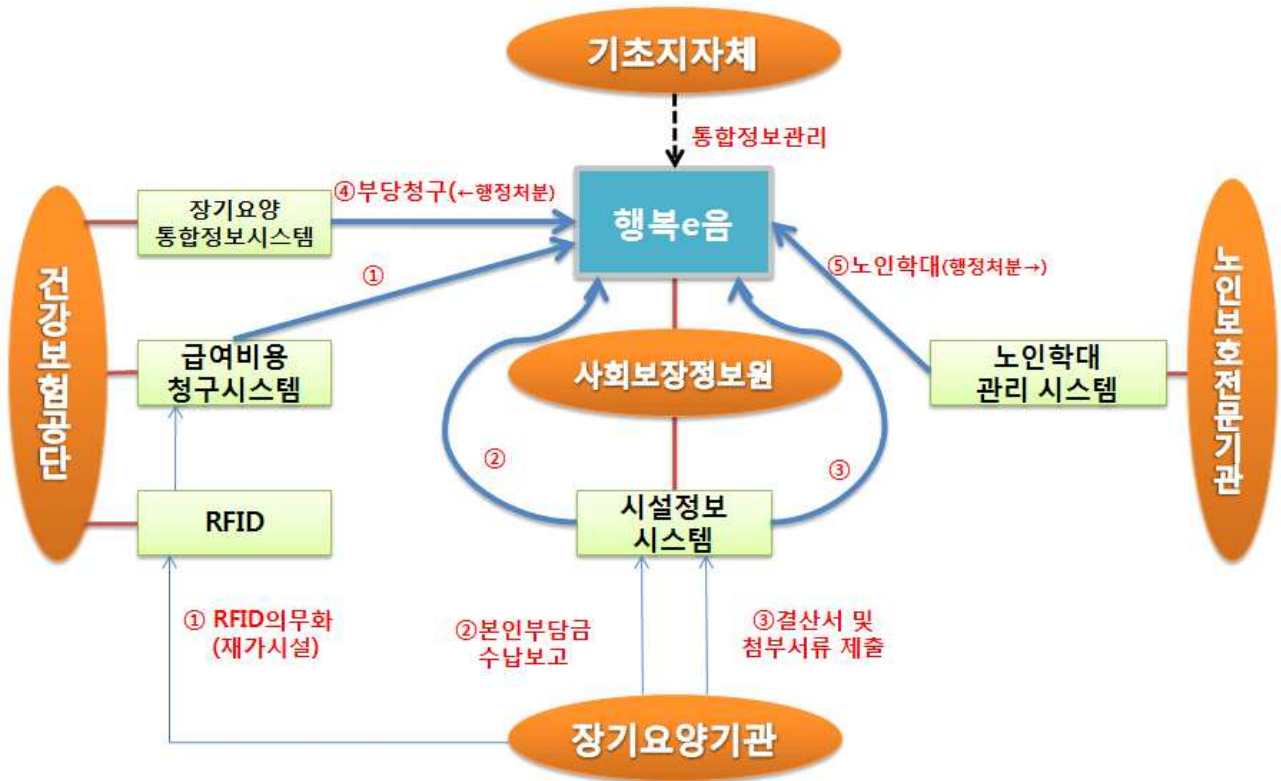 기초지자체
통합정보관리
④부당청구(←행정처분)
장기요양
통합정보시스템
행복e음
①
⑤노인학대(행정처분→)
건강보험공단
노인보호전문기관
급여비용
청구시스템
사회보장정보원
노인학대
관리 시스템
②
③
RFID
시설정보
시스템
① RFID의무화
(재가시설)
②본인부담금
수납보고
③결산서 및
첨부서류 제출
장기요양기관